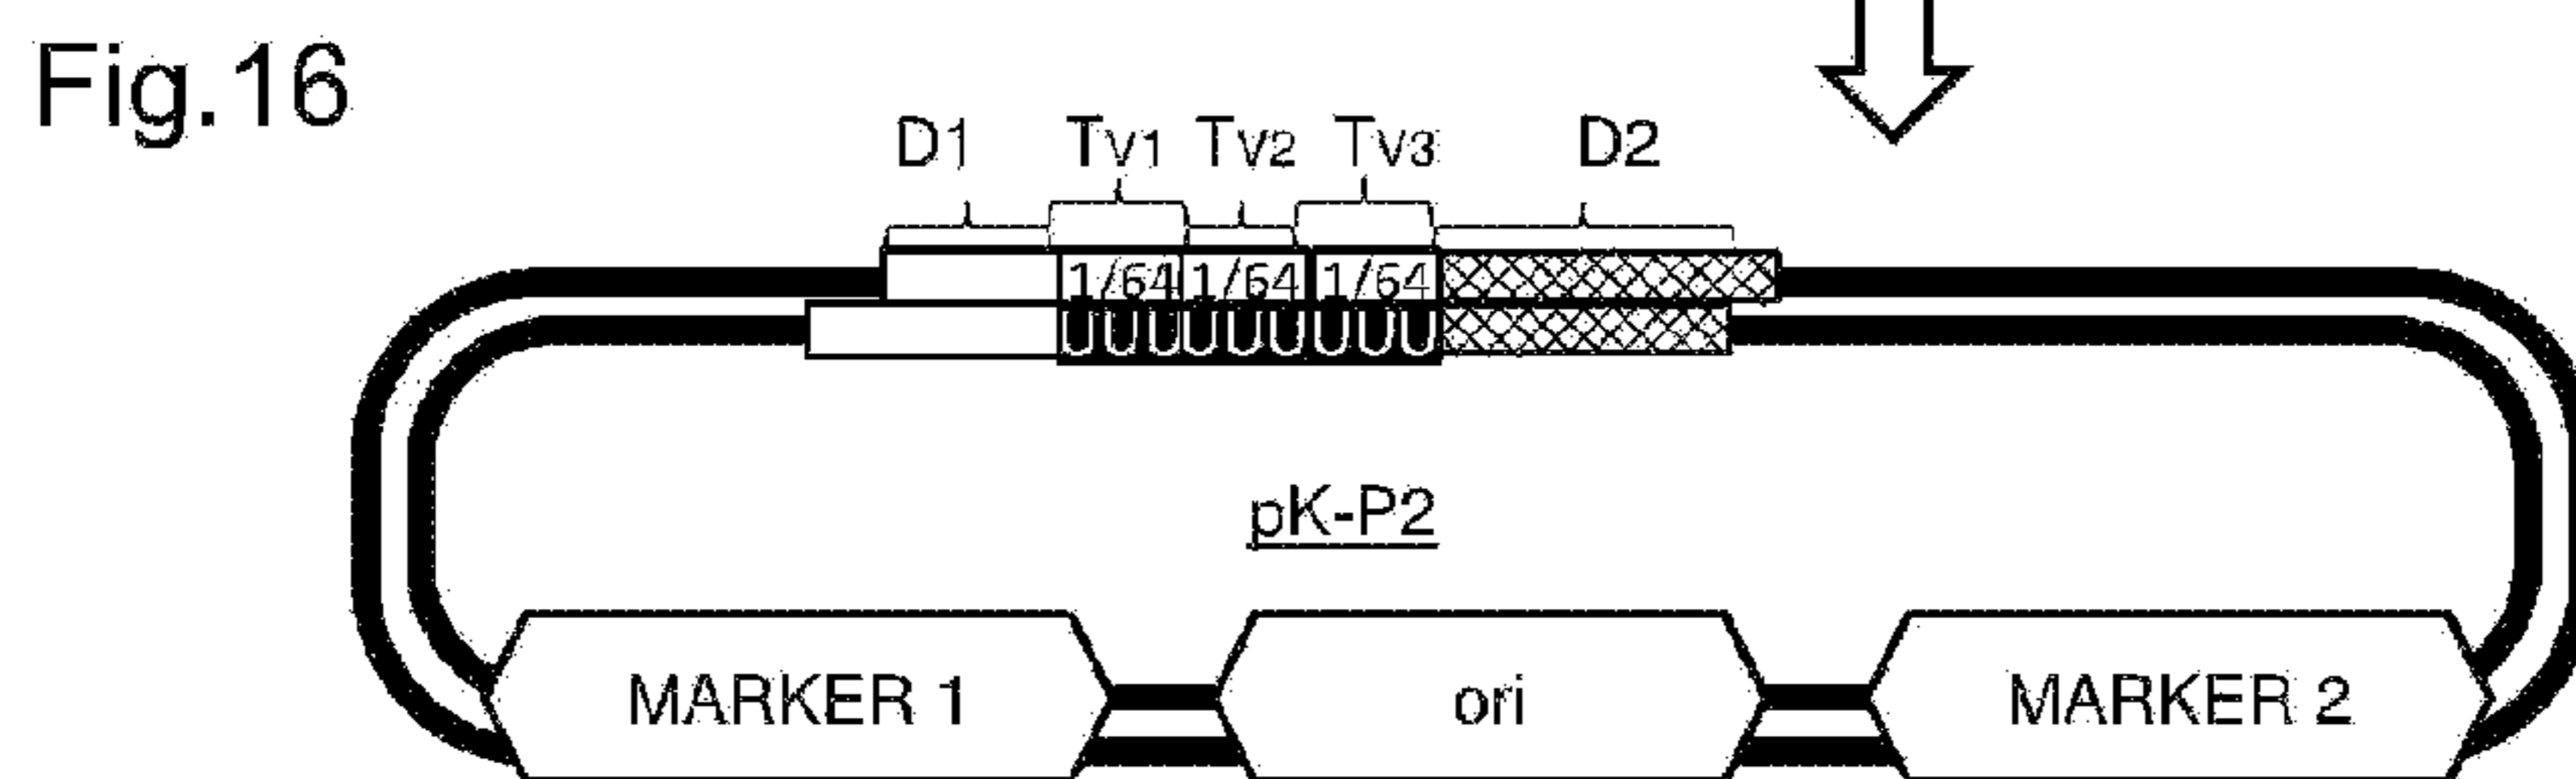 Fig.16
D1 TV1 TV2 TV3 D2
1/64 1/64 1/64
pK-P2
MARKER 1 ori MARKER 2